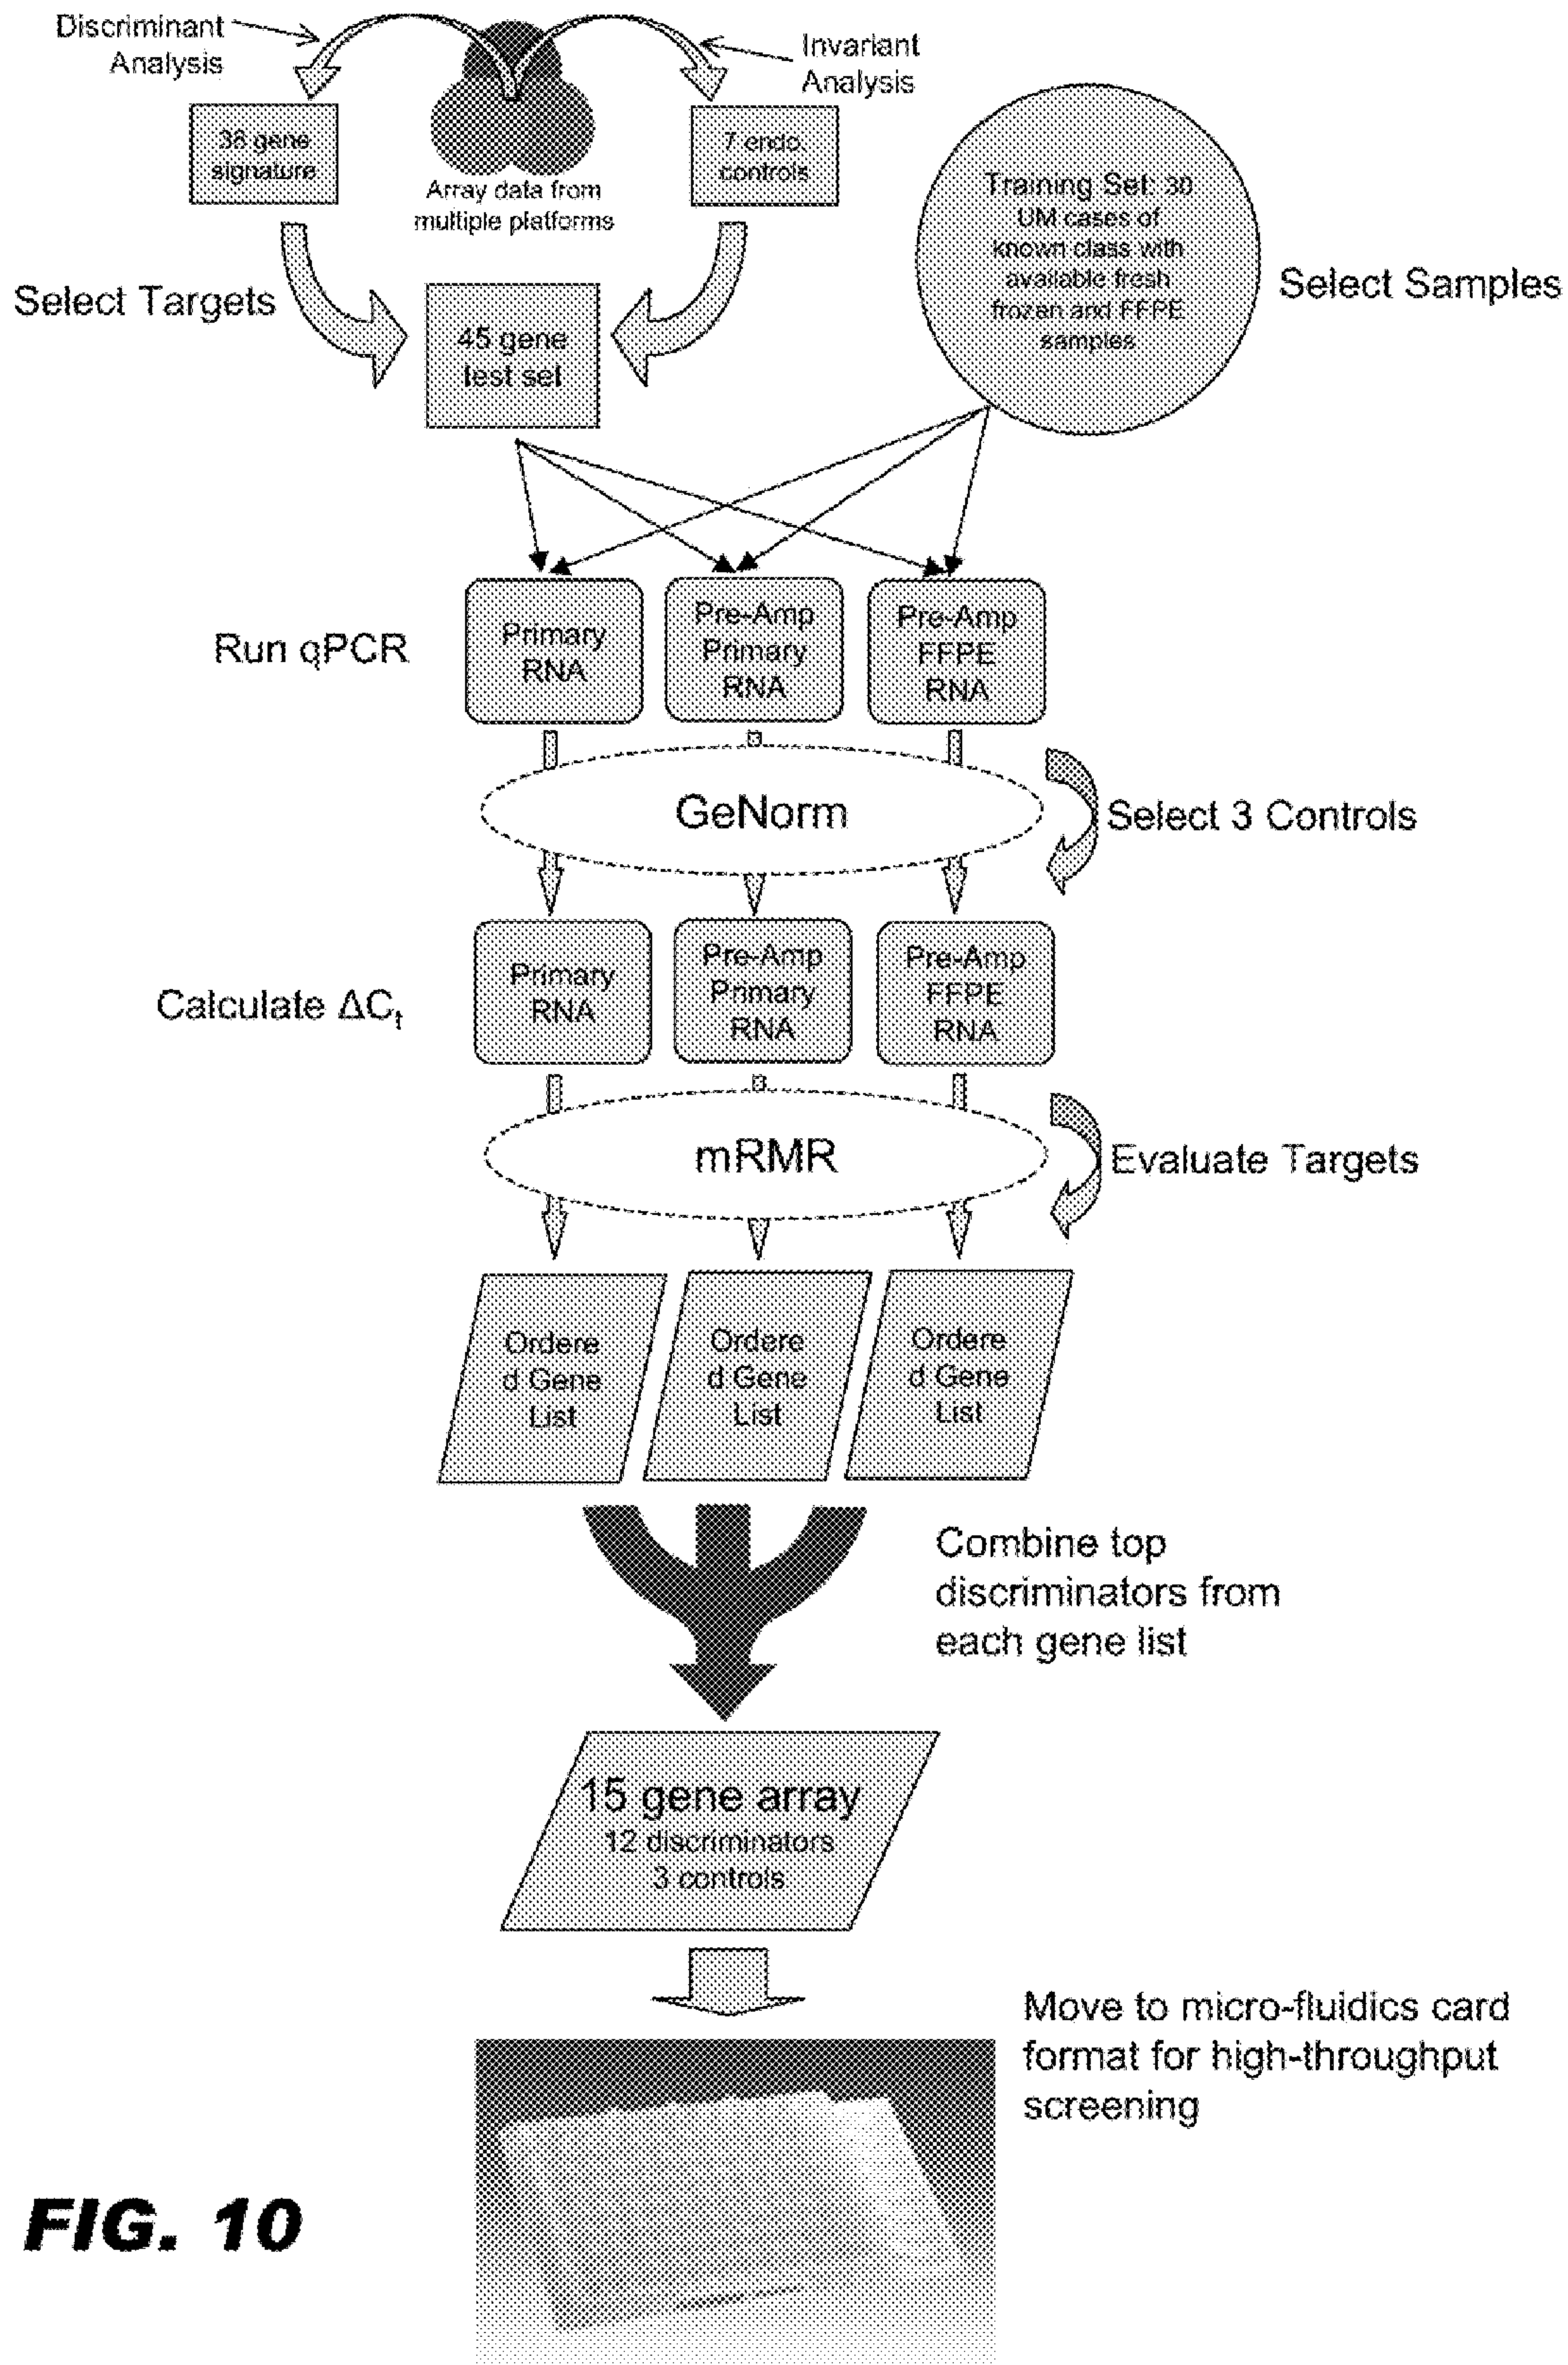 Discriminant
Analysis
Invariant
Analysis
38 gene
signature
Array data from
multiple platforms
7 endo.
controls
Training Set: 30
UM cases of
known class with
available fresh
frozen and FFPE
samples
Select Samples
Select Targets
45 gene
test set
Run qPCR
Primary
RNA
Pre-Amp
Primary
RNA
Pre-Amp
FFPE
RNA
GeNorm
Select 3 Controls
Calculate ΔCt
Primary
RNA
Pre-Amp
Primary
RNA
Pre-Amp
FFPE
RNA
mRMR
Evaluate Targets
Ordere
d Gene
List
Ordere
d Gene
List
Ordere
d Gene
List
Combine top
discriminators from
each gene list
15 gene array
12 discriminators
3 controls
Move to micro-fluidics card
format for high-throughput
screening
FIG. 10